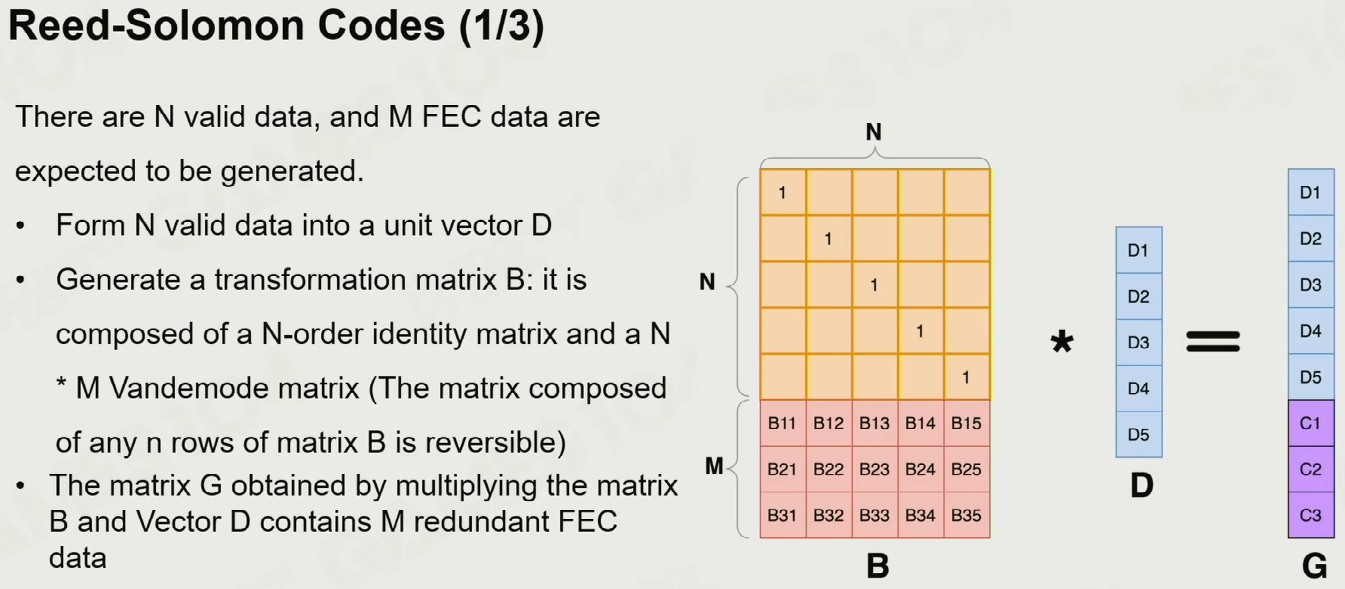 Reed-Solomon Codes (1/3)
There are N valid data, and M FEC data are
expected to be generated.
• Form N valid data into a unit vector D
• Generate a transformation matrix B: it is
composed of a N-order identity matrix and a N
* M Vandemode matrix (The matrix composed
of any n rows of matrix B is reversible)
• The matrix G obtained by multiplying the matrix
B and Vector D contains M redundant FEC
data
N
N
M
1
1
1
1
1
B11 B12 B13 B14 B15
B21 B22 B23 B24 B25
B31 B32 B33 B34 B35
B
*
D1
D2
D3
D4
D5
D
=
D1
D2
D3
D4
D5
C1
C2
C3
G